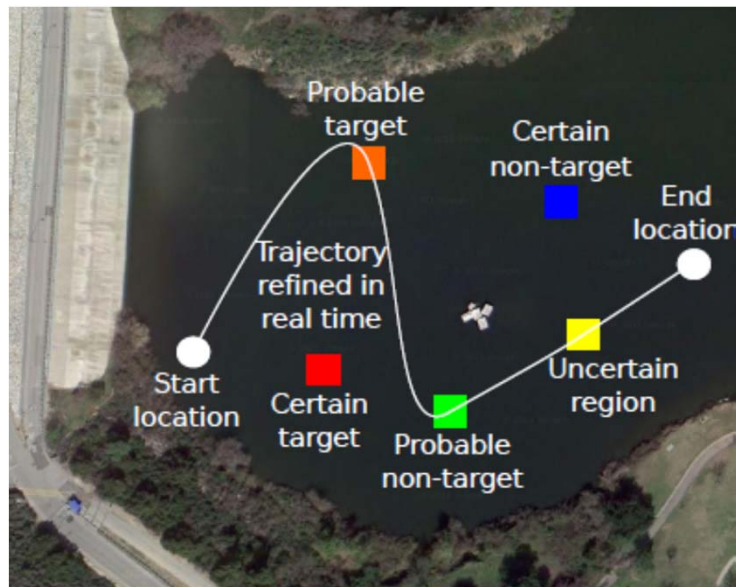 Probable
target
Certain
non-target
End
location
Trajectory
refined in
real time
Start
location
Certain
target
Uncertain
region
Probable
non-target